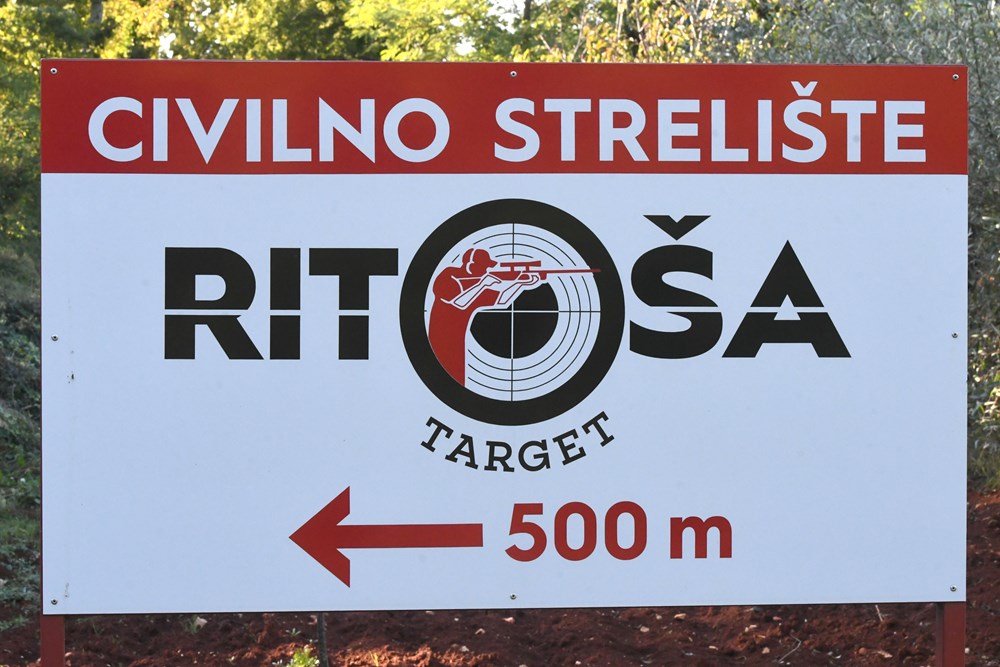 CIVILNO STRELIŠTE
RITOŠA
TARGET
500 m